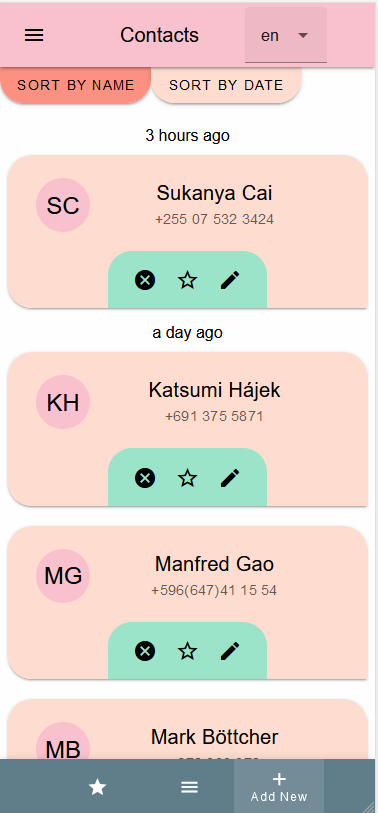 Contacts
en
SORT BY NAME
SORT BY DATE
3 hours ago
SC
Sukanya Cai
+255 07 532 3424
a day ago
KH
Katsumi Hájek
+691 375 5871
MG
Manfred Gao
+596(647)41 15 54
MB
Mark Böttcher
Add New